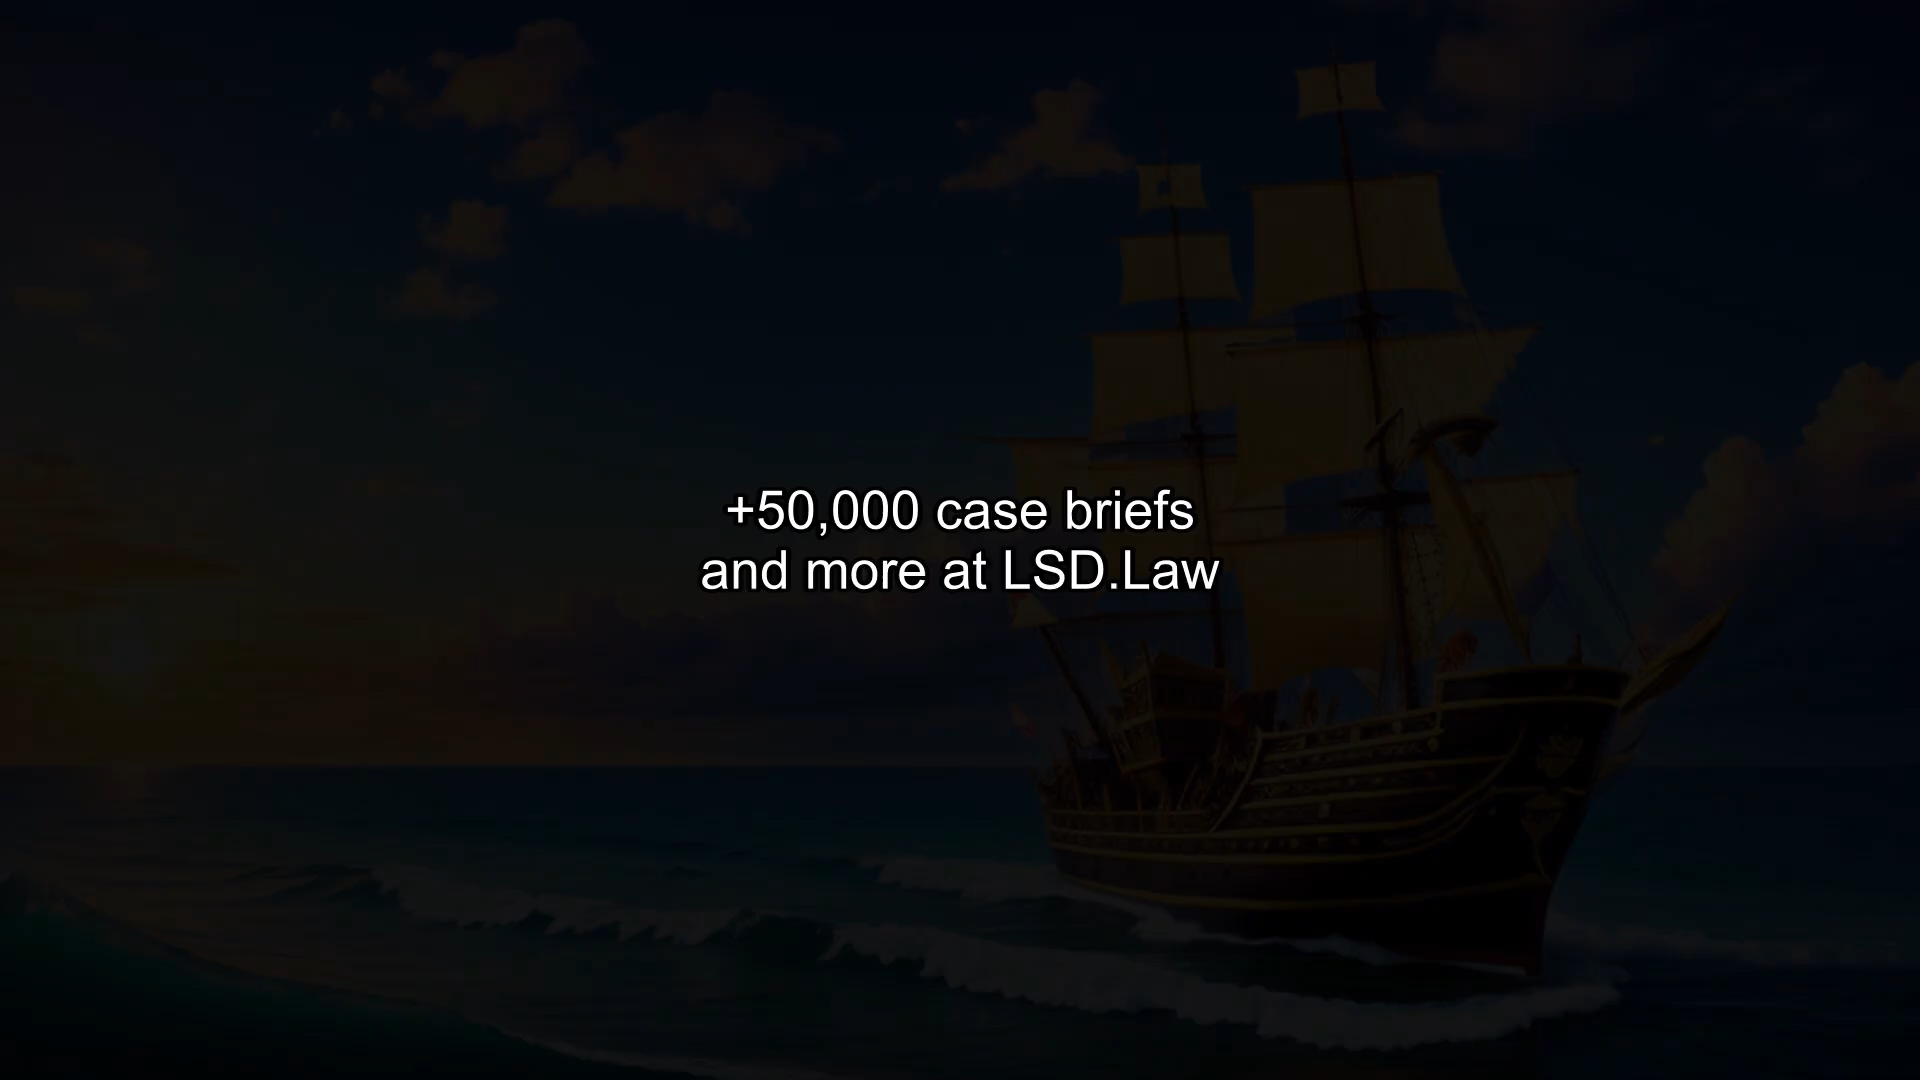 +50,000 case briefs
and more at LSD.Law